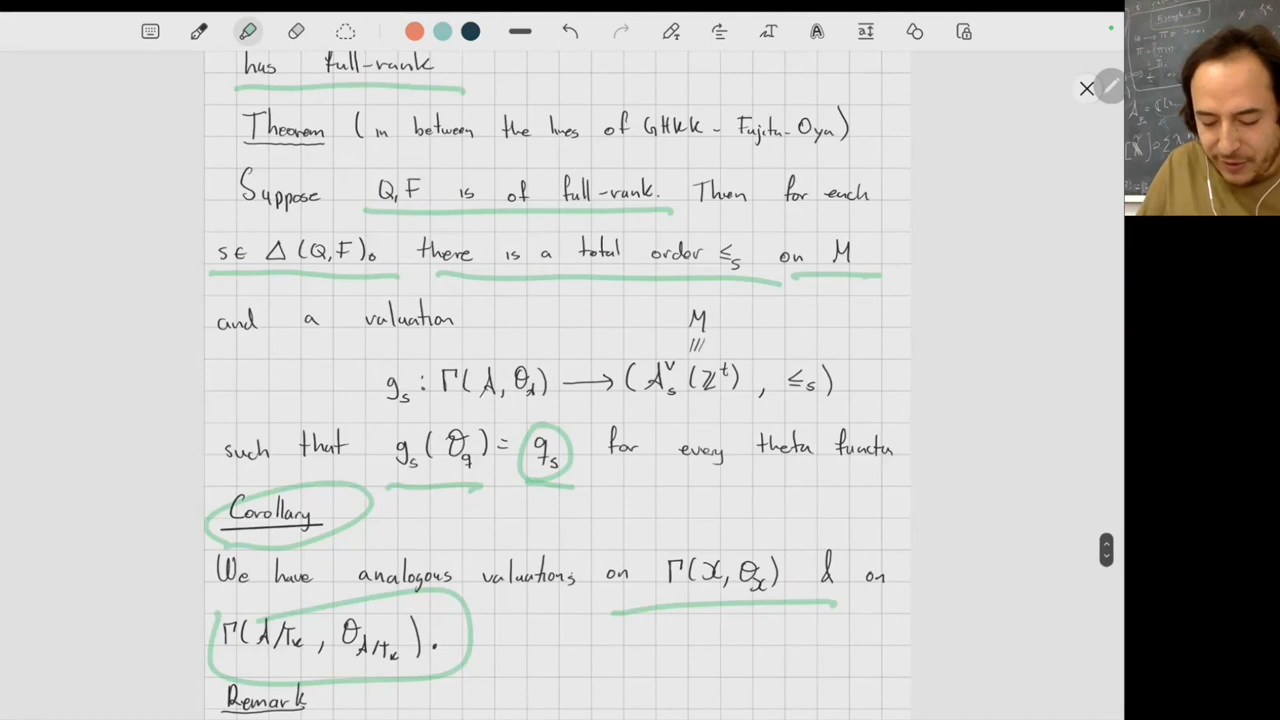 has full-rank
Theorem (in between the lines of GHKK - Fujita-Oya)
Suppose Q,F is of full-rank. Then for each
s ∈ Δ(Q,F)₀ there is a total order ≤ₛ on M
and a valuation
M
gₛ : Γ(A, O_A) ⟶ (A^∨_s (Z^t), ≤ₛ)
such that gₛ(ϑ_q) = qₛ for every theta functu
Corollary
We have analogous valuations on Γ(X, O_X) & on
Γ(A/T_K, O_{A/T_K}).
Remark